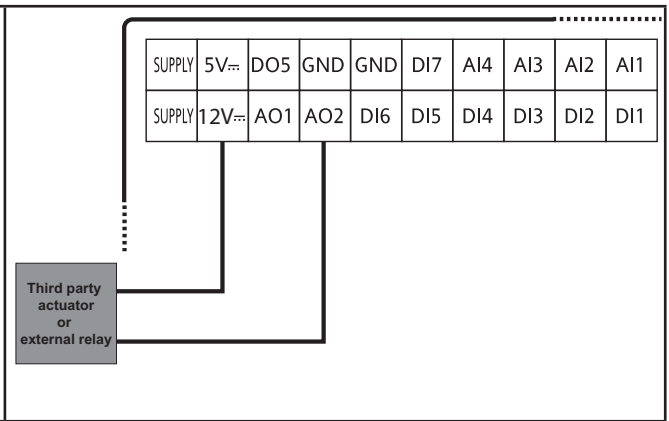 SUPPLY 5V⎓ DO5 GND GND DI7 AI4 AI3 AI2 AI1
SUPPLY 12V⎓ AO1 AO2 DI6 DI5 DI4 DI3 DI2 DI1
Third party
actuator
or
external relay